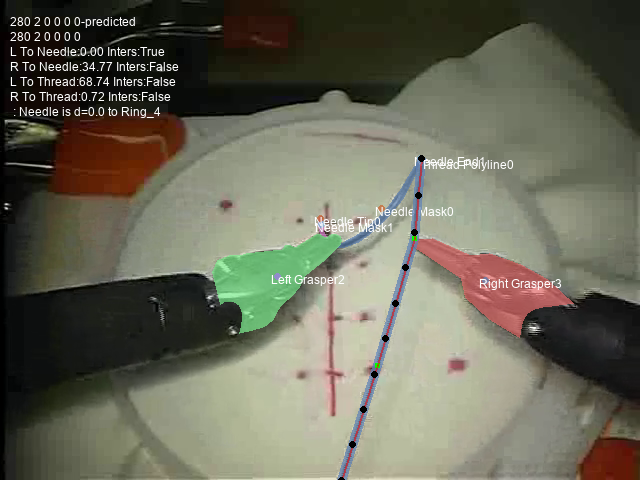 280 2 0 0 0 0-predicted
280 2 0 0 0 0
L To Needle:0.00 Inters:True
R To Needle:34.77 Inters:False
L To Thread:68.74 Inters:False
R To Thread:0.72 Inters:False
: Needle is d=0.0 to Ring_4
Needle End1
Thread Polyline0
Needle Mask0
Needle Tip0
Needle Mask1
Left Grasper2
Right Grasper3